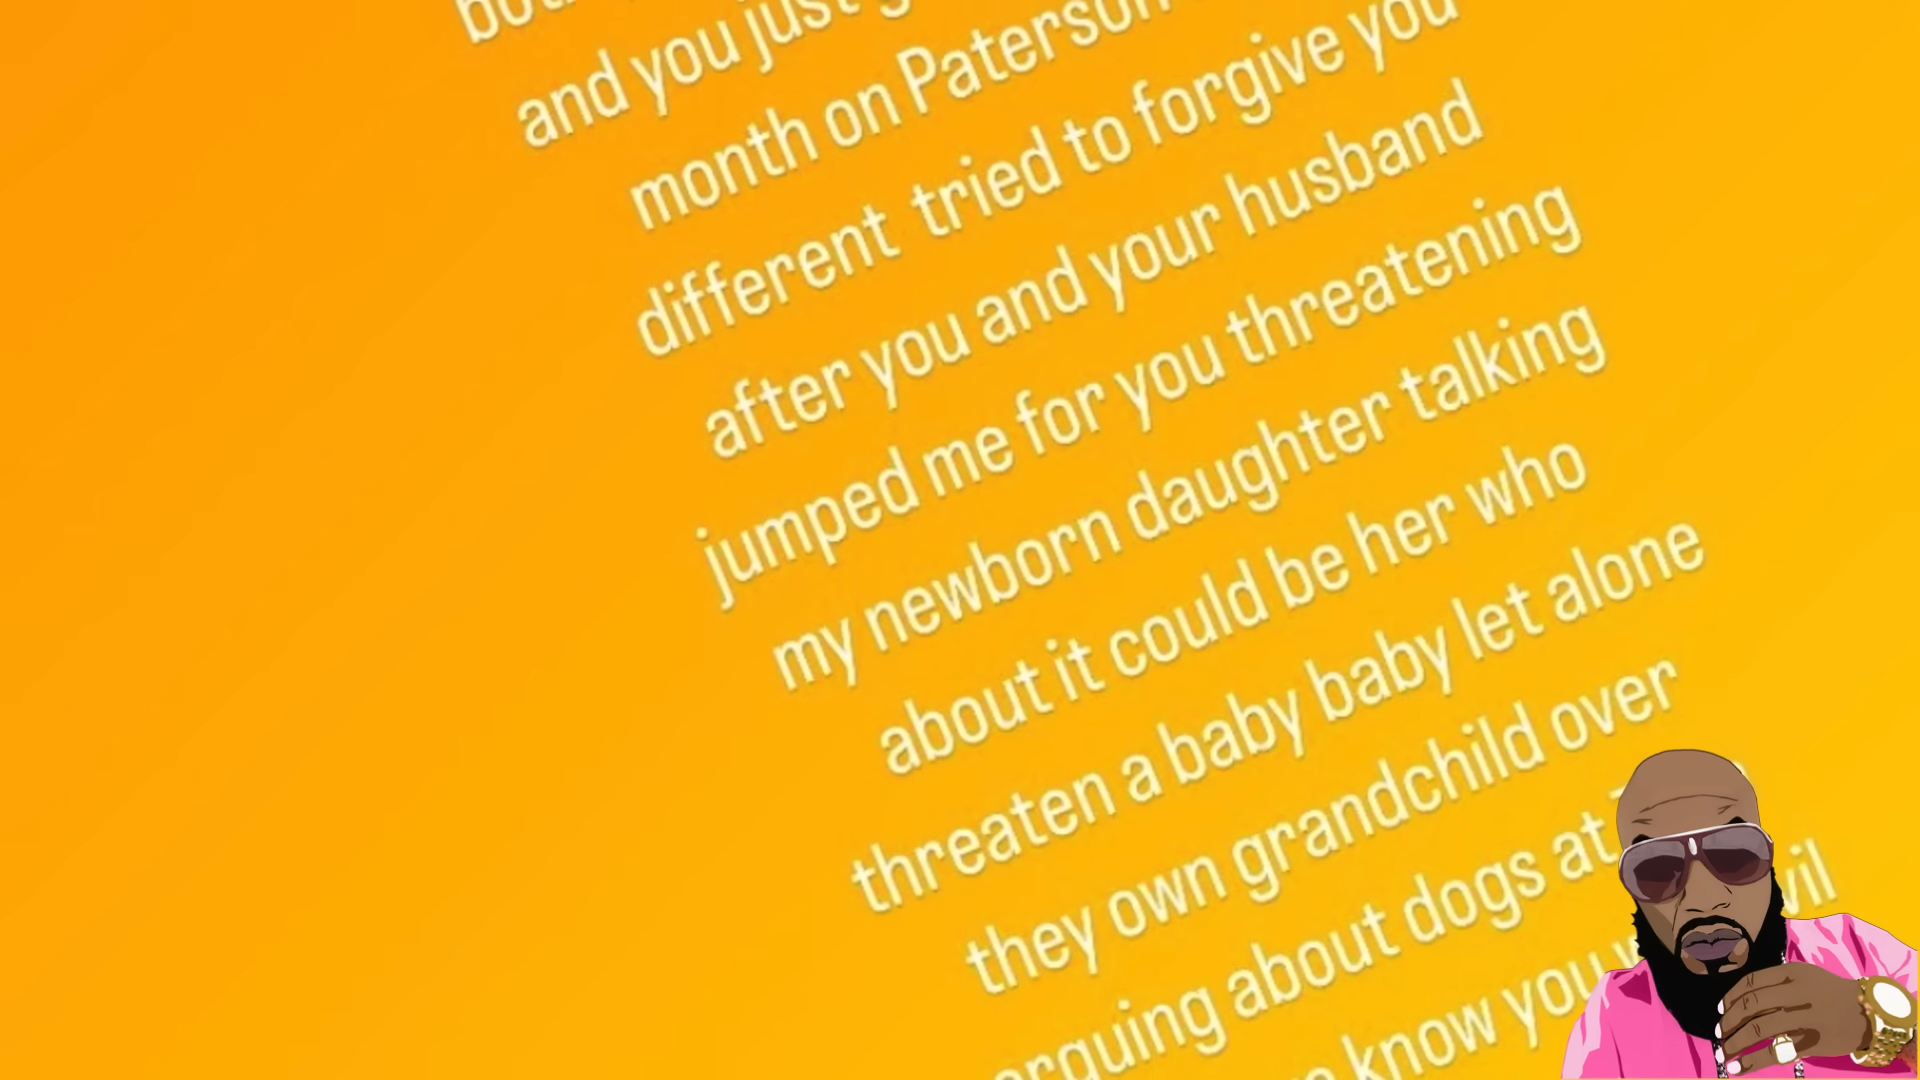 and you just
month on Paterson
different tried to forgive you
after you and your husband
jumped me for you threatening
my newborn daughter talking
about it could be her who
threaten a baby baby let alone
they own grandchild over
arguing about dogs at
know you